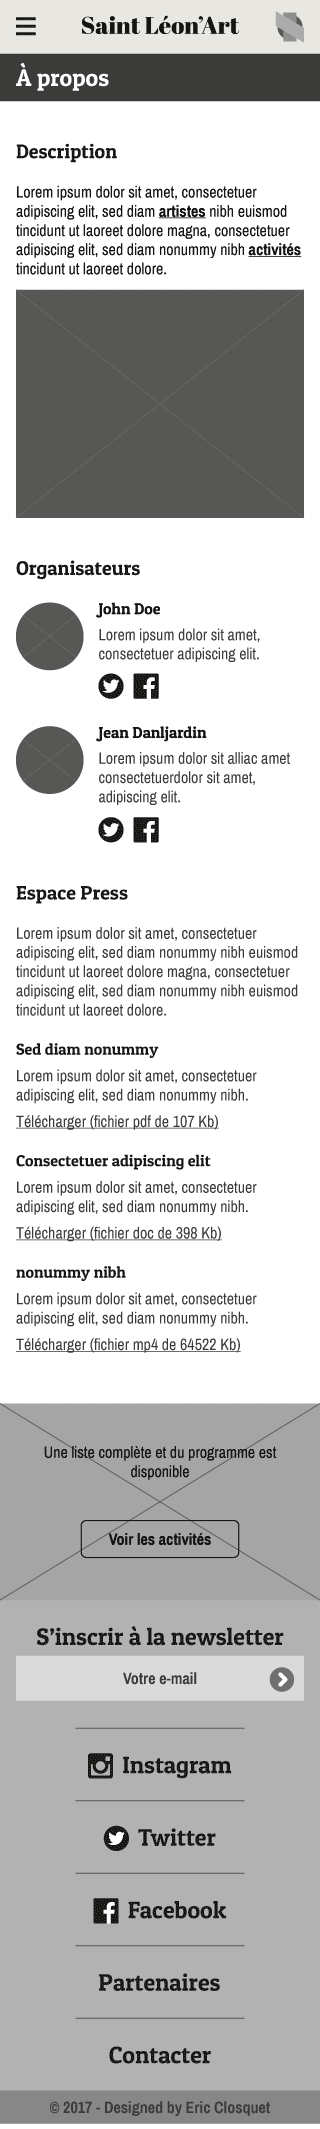 Saint Léon'Art
À propos
Description
Lorem ipsum dolor sit amet, consectetuer
adipiscing elit, sed diam artistes nibh euismod
tincidunt ut laoreet dolore magna, consectetuer
adipiscing elit, sed diam nonummy nibh activités
tincidunt ut laoreet dolore.
Organisateurs
John Doe
Lorem ipsum dolor sit amet,
consectetuer adipiscing elit.
Jean Danljardin
Lorem ipsum dolor sit alliac amet
consectetuerdolor sit amet,
adipiscing elit.
Espace Press
Lorem ipsum dolor sit amet, consectetuer
adipiscing elit, sed diam nonummy nibh euismod
tincidunt ut laoreet dolore magna, consectetuer
adipiscing elit, sed diam nonummy nibh euismod
tincidunt ut laoreet dolore.
Sed diam nonummy
Lorem ipsum dolor sit amet, consectetuer
adipiscing elit, sed diam nonummy nibh.
Télécharger (fichier pdf de 107 Kb)
Consectetuer adipiscing elit
Lorem ipsum dolor sit amet, consectetuer
adipiscing elit, sed diam nonummy nibh.
Télécharger (fichier doc de 398 Kb)
nonummy nibh
Lorem ipsum dolor sit amet, consectetuer
adipiscing elit, sed diam nonummy nibh.
Télécharger (fichier mp4 de 64522 Kb)
Une liste complète et du programme est
disponible
Voir les activités
S'inscrir à la newsletter
Votre e-mail
Instagram
Twitter
Facebook
Partenaires
Contacter
© 2017 - Designed by Eric Closquet